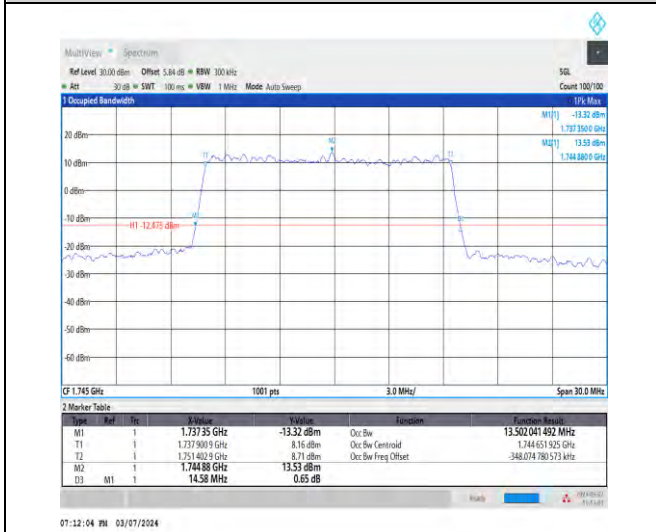 MultiView Spectrum
Ref Level 30.00 dBm Offset 5.84 dB RBW 300 kHz SGL
Att 30 dB SWT 100 ms VBW 1 MHz Mode Auto Sweep Count 100/100
1 Occupied Bandwidth 1Pk Max
M1[1] -13.32 dBm
1.737 350 0 GHz
M2[1] 13.53 dBm
1.744 880 0 GHz
20 dBm
M2
T1
10 dBm
0 dBm
-10 dBm
M1
H1 -12.475 dBm
-20 dBm
-30 dBm
-40 dBm
-50 dBm
-60 dBm
CF 1.745 GHz 1001 pts 3.0 MHz/ Span 30.0 MHz
2 Marker Table
Type Ref Trc X-Value Y-Value Function Function Result
M1 1 1.737 35 GHz -13.32 dBm Occ Bw 13.502 041 492 MHz
T1 1 1.737 900 9 GHz 8.16 dBm Occ Bw Centroid 1.744 651 925 GHz
T2 1 1.751 402 9 GHz 8.71 dBm Occ Bw Freq Offset -348.074 780 573 kHz
M2 1 1.744 88 GHz 13.53 dBm
D3 M1 1 14.58 MHz 0.65 dB
Ready
07:12:04 PM 03/07/2024